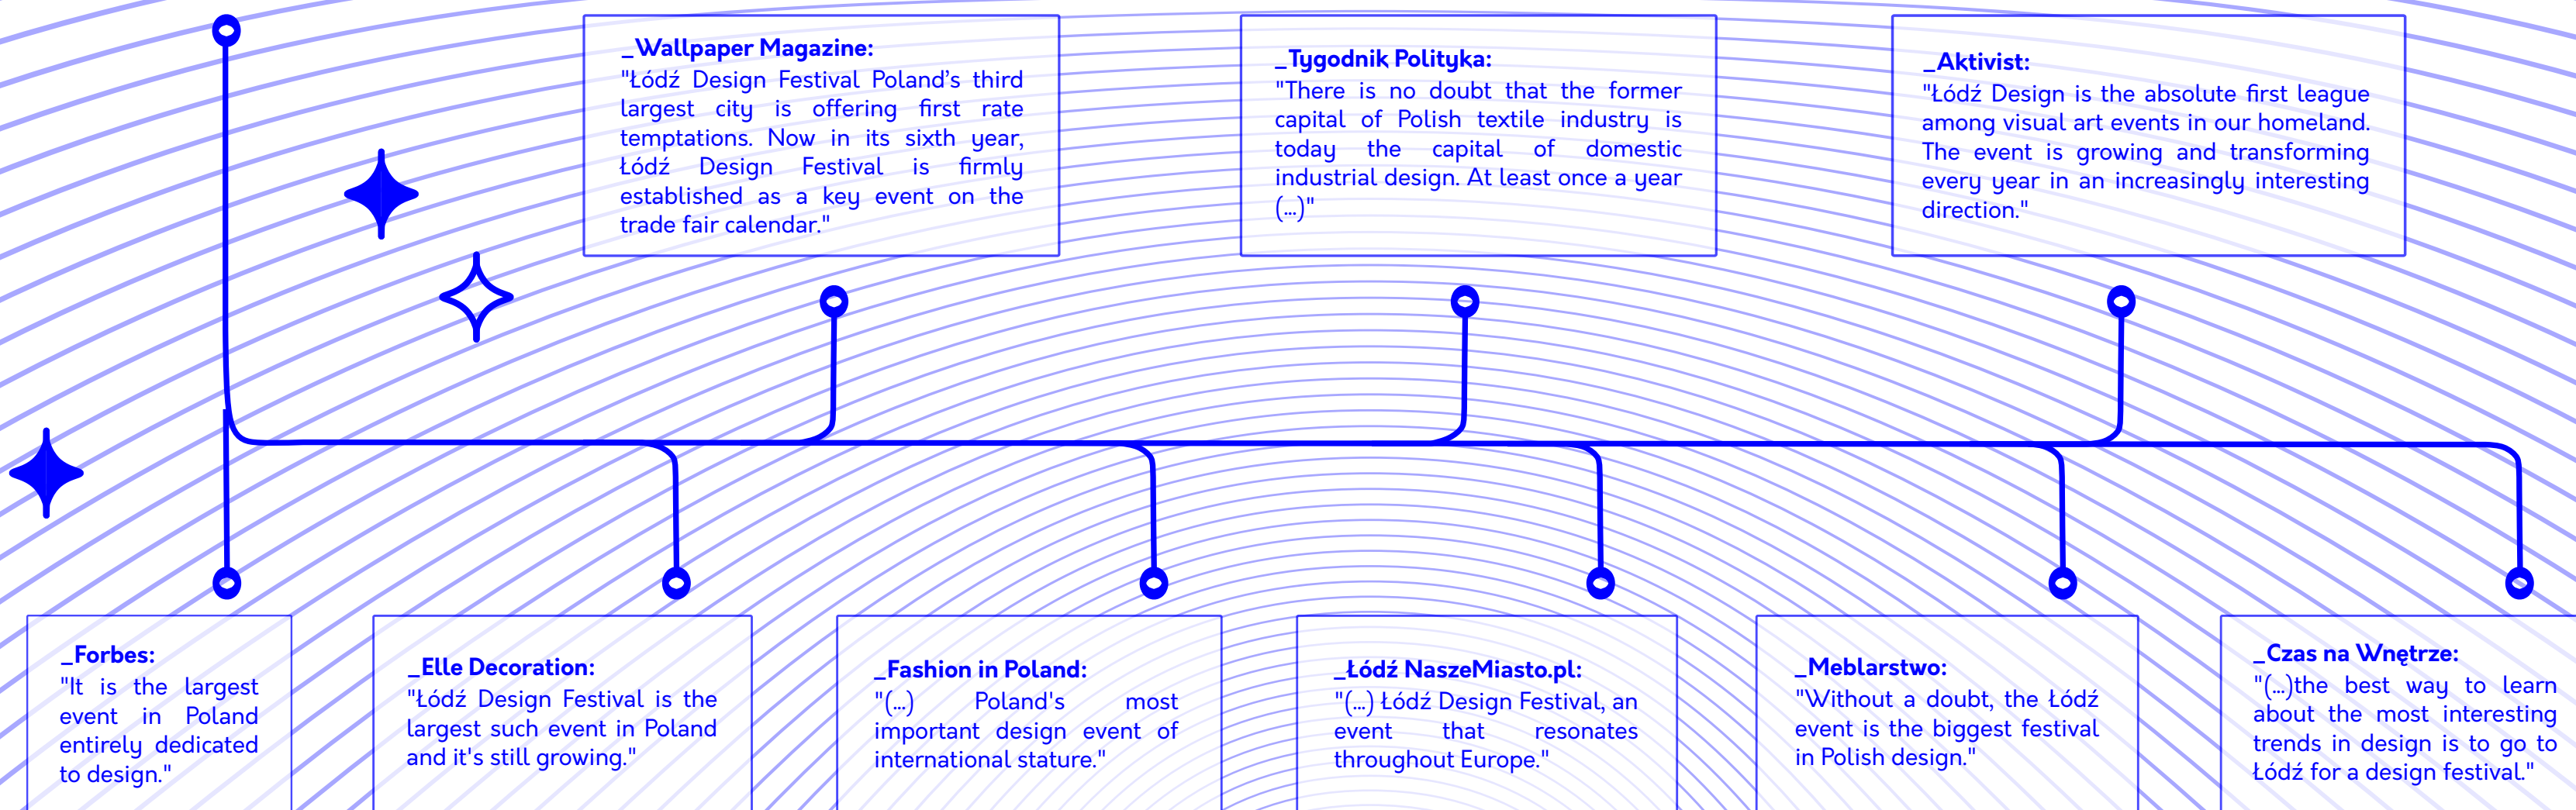 _Wallpaper Magazine:
"Łódź Design Festival Poland’s third
largest city is offering first rate
temptations. Now in its sixth year,
Łódź Design Festival is firmly
established as a key event on the
trade fair calendar."
_Tygodnik Polityka:
"There is no doubt that the former
capital of Polish textile industry is
today the capital of domestic
industrial design. At least once a year
(...)"
_Aktivist:
"Łódź Design is the absolute first league
among visual art events in our homeland.
The event is growing and transforming
every year in an increasingly interesting
direction."
_Forbes:
"It is the largest
event in Poland
entirely dedicated
to design."
_Elle Decoration:
"Łódź Design Festival is the
largest such event in Poland
and it's still growing."
_Fashion in Poland:
"(...) Poland's most
important design event of
international stature."
_Łódź NaszeMiasto.pl:
"(...) Łódź Design Festival, an
event that resonates
throughout Europe."
_Meblarstwo:
"Without a doubt, the Łódź
event is the biggest festival
in Polish design."
_Czas na Wnętrze:
"(...)the best way to learn
about the most interesting
trends in design is to go to
Łódź for a design festival."